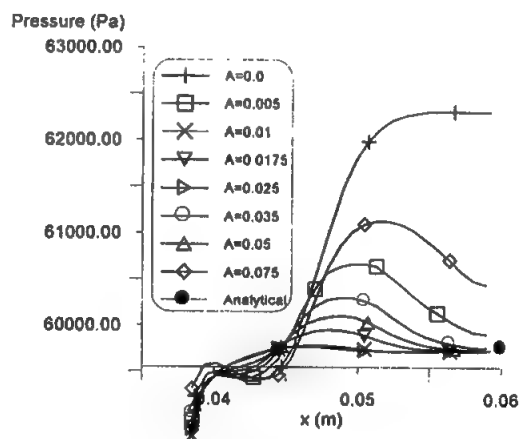 Pressure (Pa)
63000.00
62000.00
61000.00
60000.00
A=0.0
A=0.005
A=0.01
A=0.0175
A=0.025
A=0.035
A=0.05
A=0.075
Analytical
0.04
0.05
0.06
x (m)